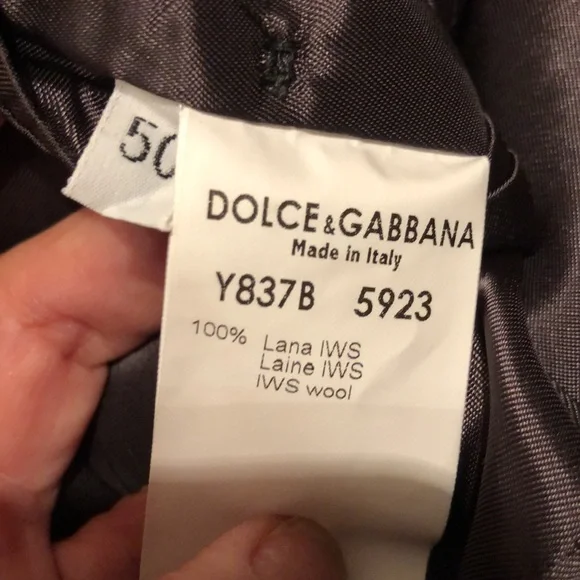 50
DOLCE & GABBANA
Made in Italy
Y837B 5923
100% Lana IWS
Laine IWS
IWS wool